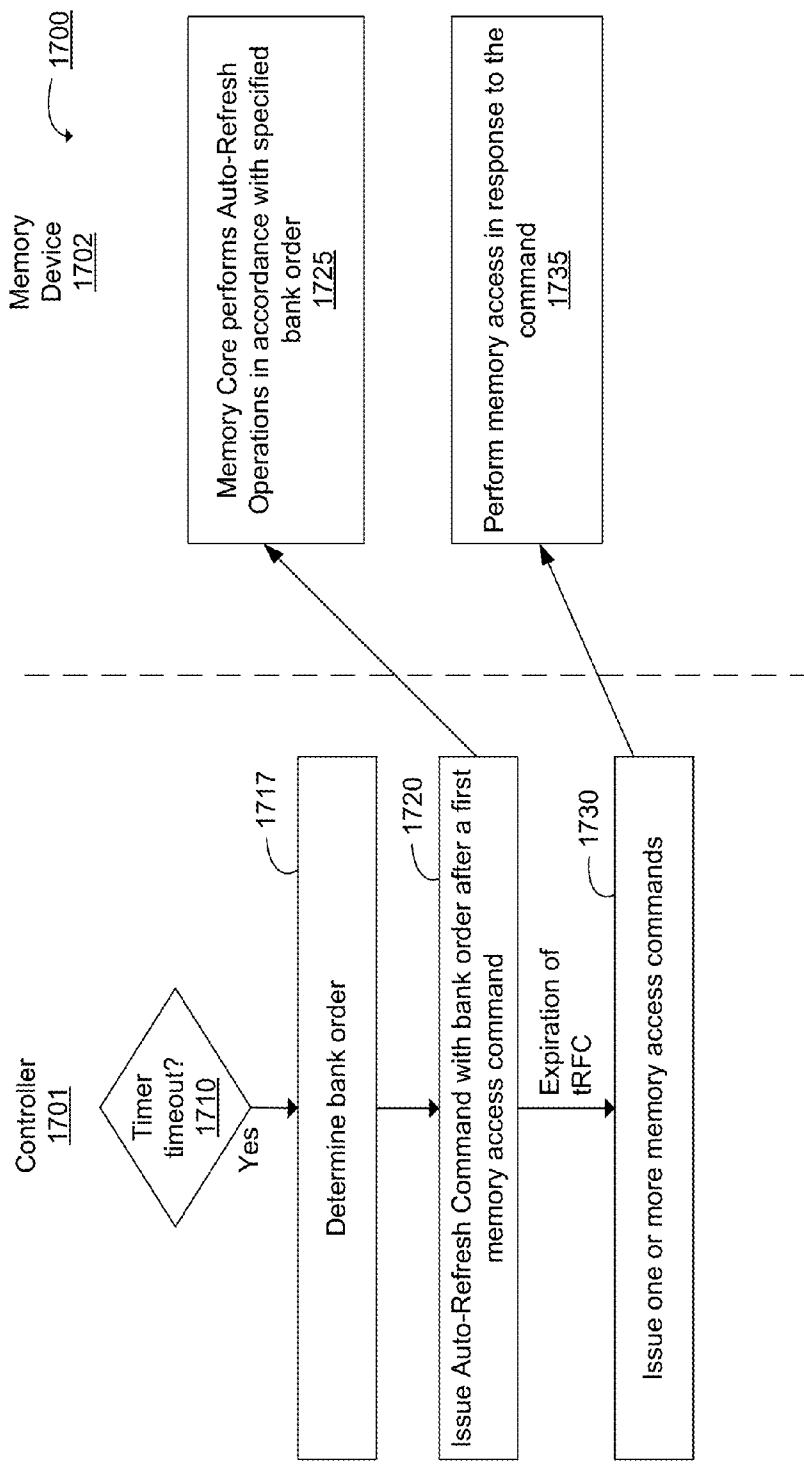 Controller
1701
Memory
Device
1702
1700
Timer
timeout?
1710
Yes
1717
Determine bank order
1720
Issue Auto-Refresh Command with bank order after a first
memory access command
Memory Core performs Auto-Refresh
Operations in accordance with specified
bank order
1725
Expiration of
tRFC
1730
Issue one or more memory access commands
Perform memory access in response to the
command
1735